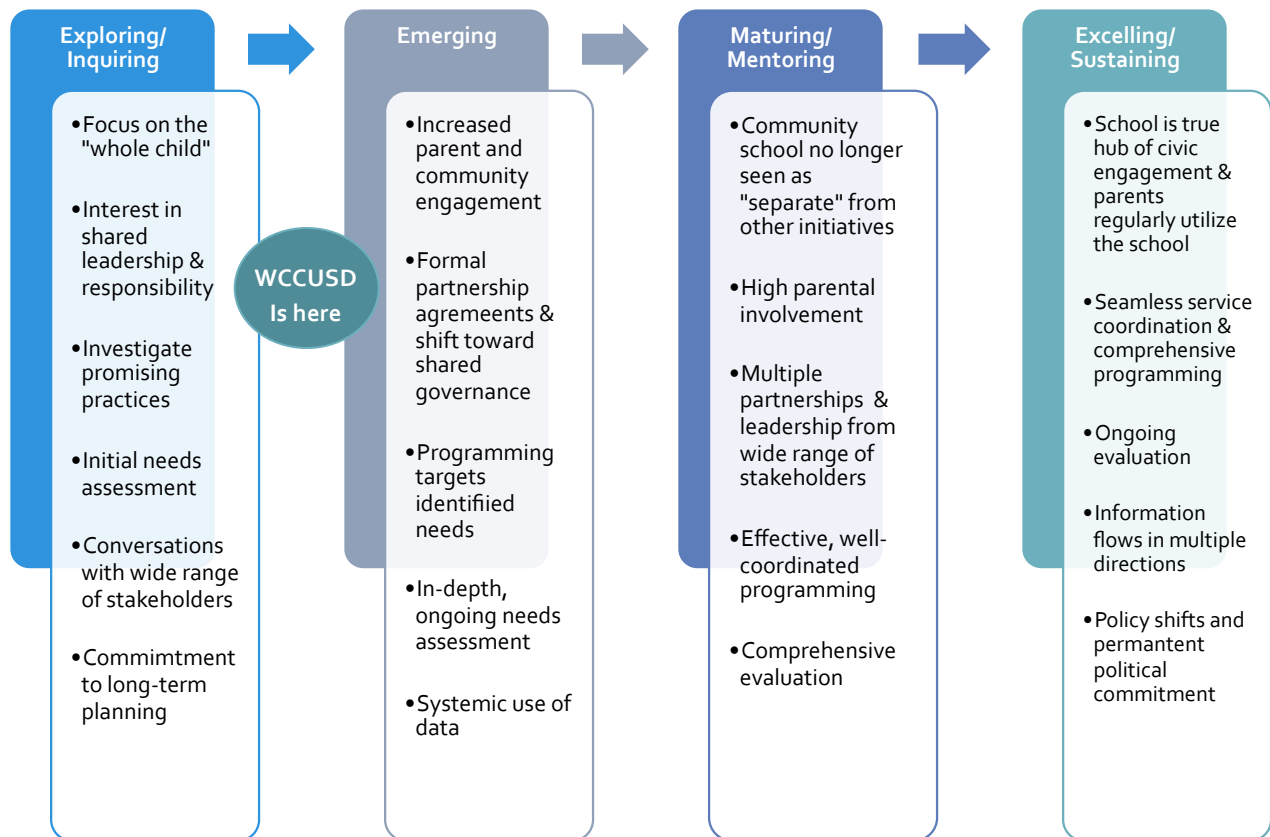 Exploring/
Inquiring
•Focus on the
"whole child"
•Interest in
shared
leadership &
responsibility
•Investigate
promising
practices
•Initial needs
assessment
•Conversations
with wide range
of stakeholders
•Commimtment
to long-term
planning
WCCUSD
Is here
Emerging
•Increased
parent and
community
engagement
•Formal
partnership
agrements &
shift toward
shared
governance
•Programming
targets
identifiied
needs
•In-depth,
ongoing needs
assessment
•Systemic use of
data
Maturing/
Mentoring
•Community
school no longer
seen as
"separate" from
other initiatives
•High parental
involvement
•Multiple
partnerships &
leadership from
wide range of
stakeholders
•Effective, well-
coordinated
programming
•Comprehensive
evaluation
Excelling/
Sustaining
•School is true
hub of civic
engagement &
parents
regularly utilize
the school
•Seamless service
coordination &
comprehensive
programming
•Ongoing
evaluation
•Information
flows in multiple
directions
•Policy shifts and
permantent
political
commitment